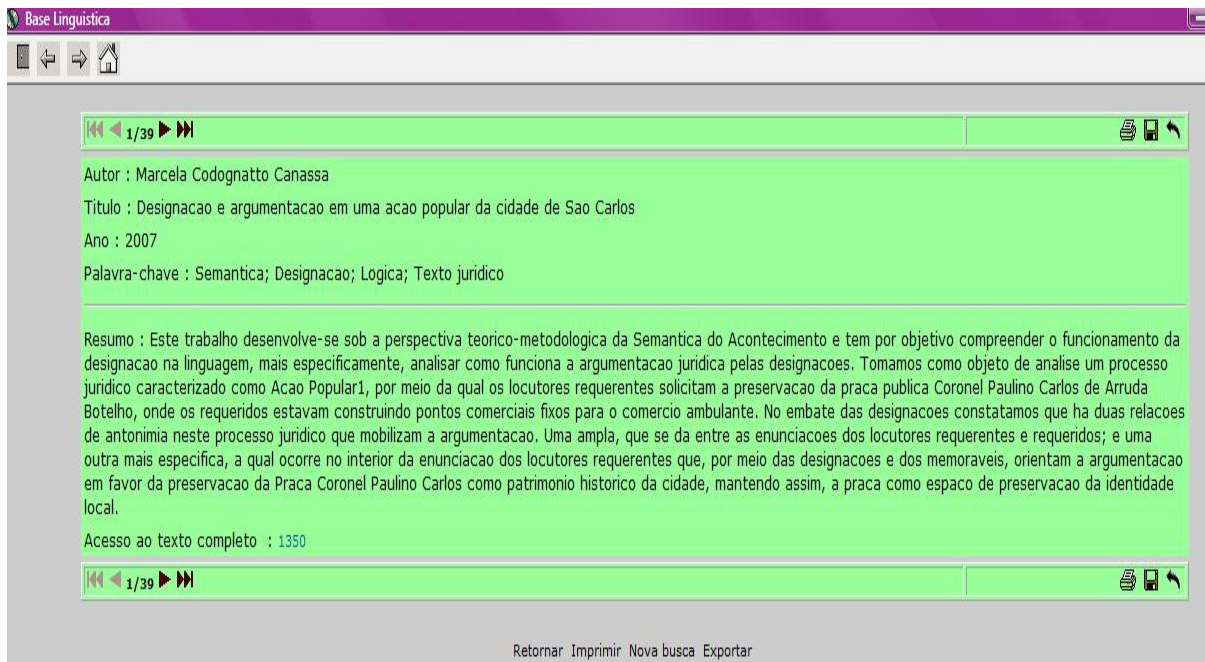 Base Linguistica
1/39
Autor : Marcela Codognatto Canassa
Titulo : Designacao e argumentacao em uma acao popular da cidade de Sao Carlos
Ano : 2007
Palavra-chave : Semantica; Designacao; Logica; Texto juridico
Resumo : Este trabalho desenvolve-se sob a perspectiva teorico-metodologica da Semantica do Acontecimento e tem por objetivo compreender o funcionamento da
designacao na linguagem, mais especificamente, analisar como funciona a argumentacao juridica pelas designacoes. Tomamos como objeto de analise um processo
juridico caracterizado como Acao Popular1, por meio da qual os locutores requerentes solicitam a preservacao da praca publica Coronel Paulino Carlos de Arruda
Botelho, onde os requeridos estavam construindo pontos comerciais fixos para o comercio ambulante. No embate das designacoes constatamos que ha duas relacoes
de antonimia neste processo juridico que mobilizam a argumentacao. Uma ampla, que se da entre as enunciacoes dos locutores requerentes e requeridos; e uma
outra mais especifica, a qual ocorre no interior da enunciacao dos locutores requerentes que, por meio das designacoes e dos memoraveis, orientam a argumentacao
em favor da preservacao da Praca Coronel Paulino Carlos como patrimonio historico da cidade, mantendo assim, a praca como espaco de preservacao da identidade
local.
Acesso ao texto completo : 1350
1/39
Retornar Imprimir Nova busca Exportar